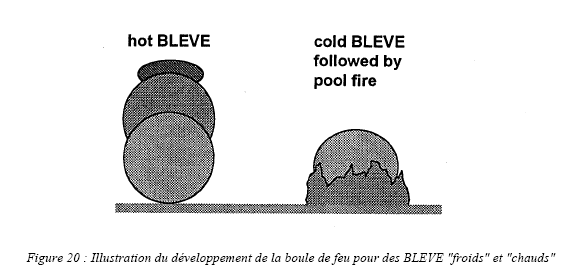 hot BLEVE
cold BLEVE
followed by
pool fire
Figure 20 : Illustration du développement de la boule de feu pour des BLEVE "froids" et "chauds"